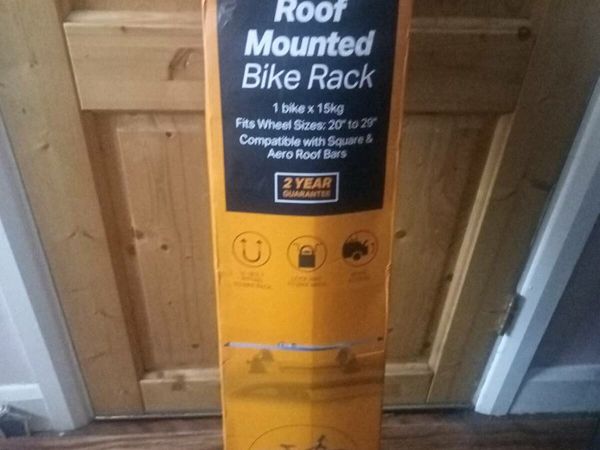 Roof
Mounted
Bike Rack
1 bike x 15kg
Fits Wheel Sizes: 20" to 29"
Compatible with Square &
Aero Roof Bars
2 YEAR
GUARANTEE